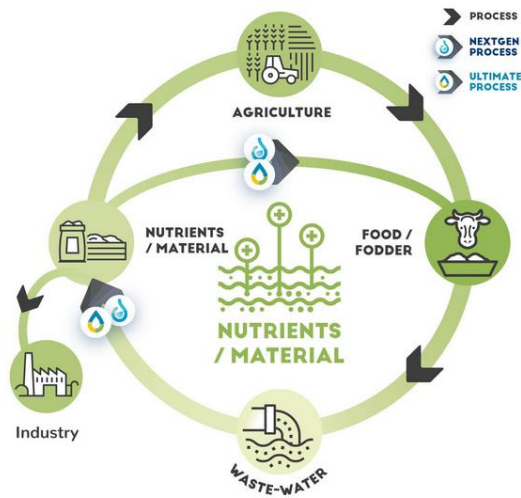 PROCESS
NEXTGEN
PROCESS
ULTIMATE
PROCESS
AGRICULTURE
NUTRIENTS
/ MATERIAL
FOOD /
FODDER
NUTRIENTS
/ MATERIAL
Industry
WASTE-WATER